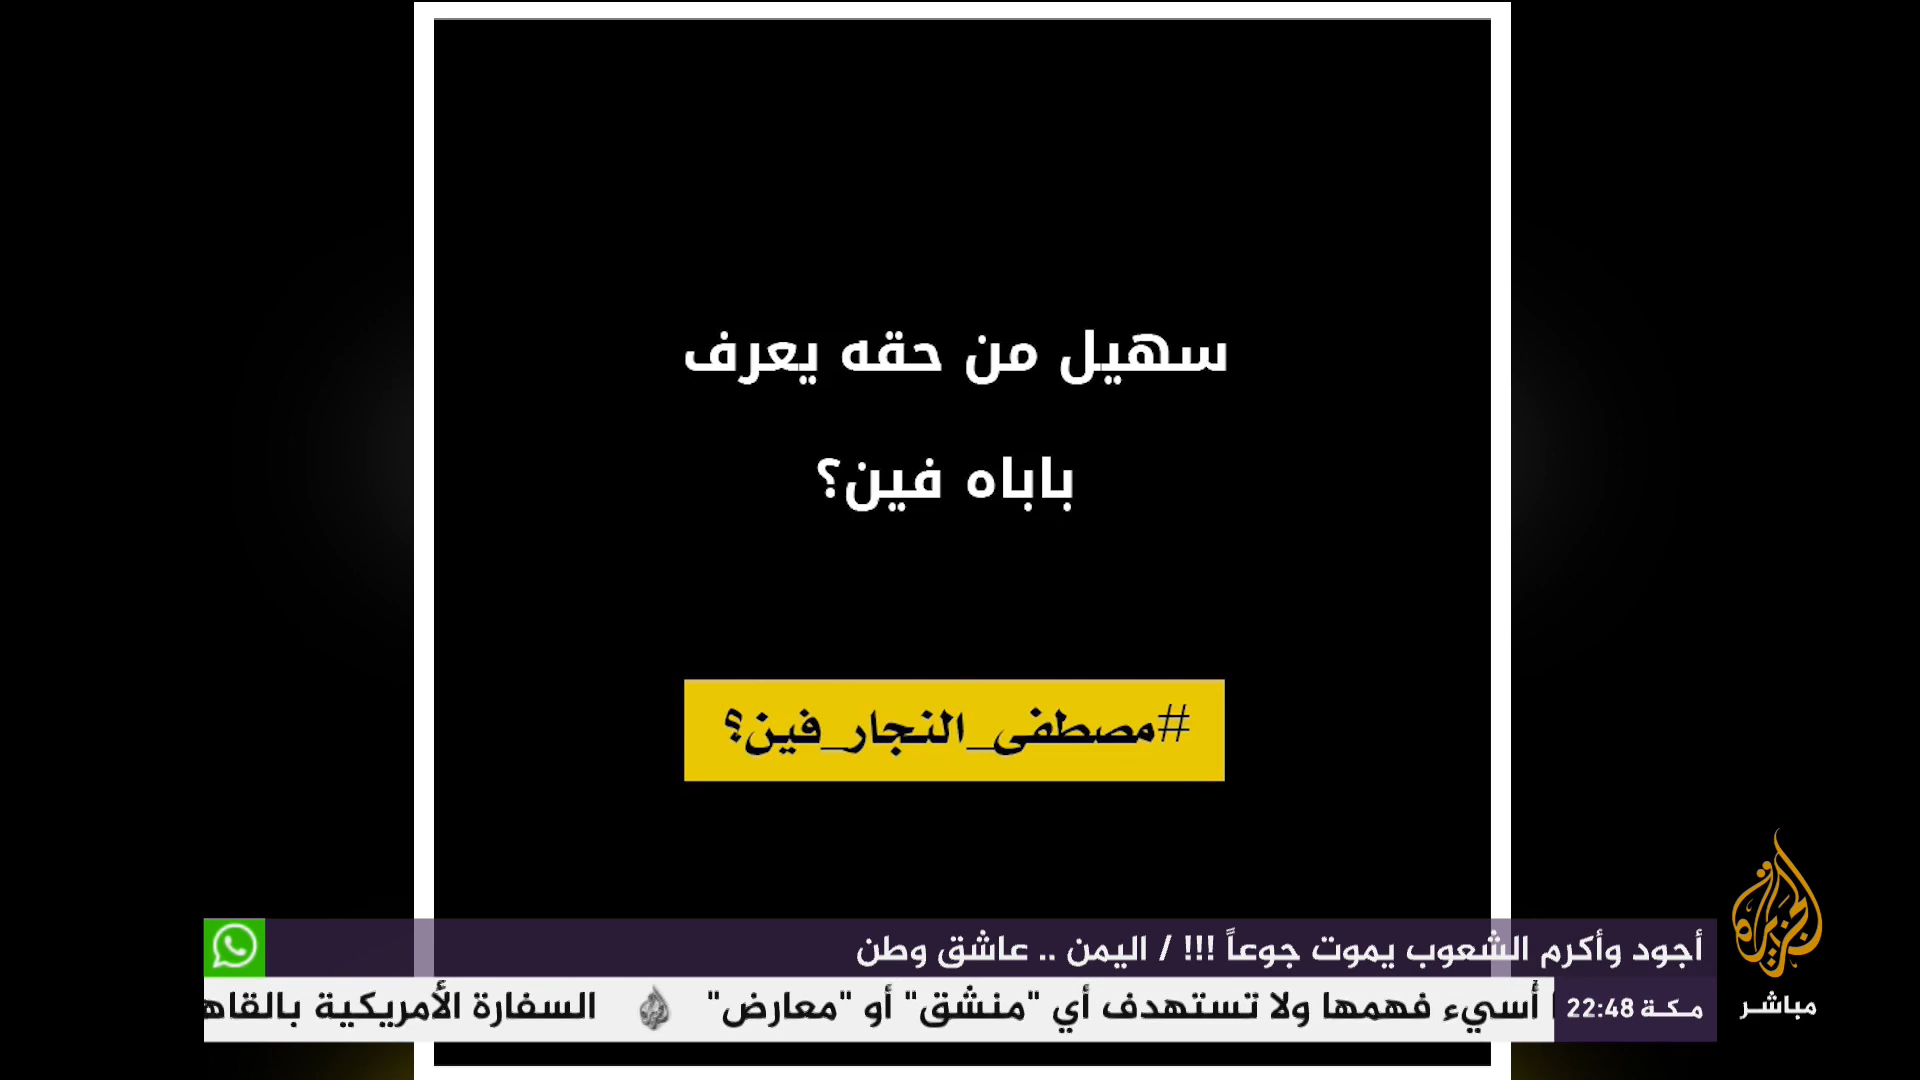 سهيل من حقه يعرف
باباه فين؟
#مصطفى_النجار_فين؟
أجود وأكرم الشعوب يموت جوعاً !!! / اليمن .. عاشق وطن
أسيء فهمها ولا تستهدف أي "منشق" أو "معارض" السفارة الأمريكية
مكة 22:48
الجزيرة
مباشر